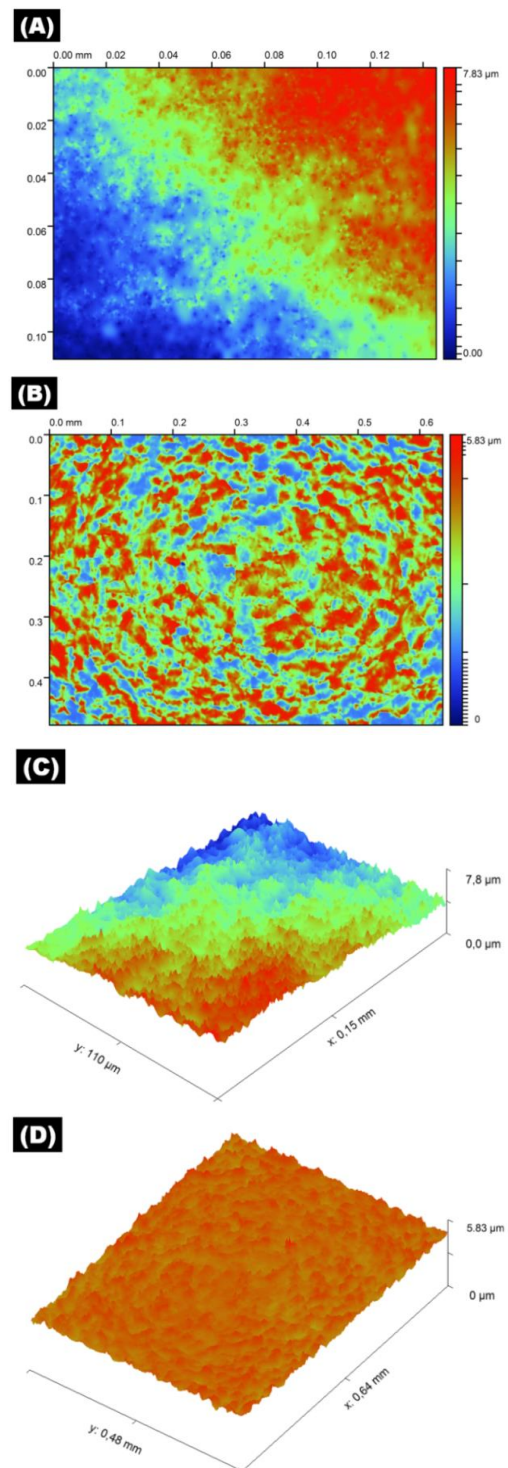 (A)
0.00 mm 0.02 0.04 0.06 0.08 0.10 0.12
7.83 µm
0.00
0.02
0.04
0.06
0.08
0.10
0.00
(B)
0.0 mm 0.1 0.2 0.3 0.4 0.5 0.6
5.83 µm
0.0
0.1
0.2
0.3
0.4
0
(C)
7,8 µm
0,0 µm
x: 0,15 mm
y: 110 µm
(D)
5.83 µm
0 µm
x: 0,64 mm
y: 0,48 mm